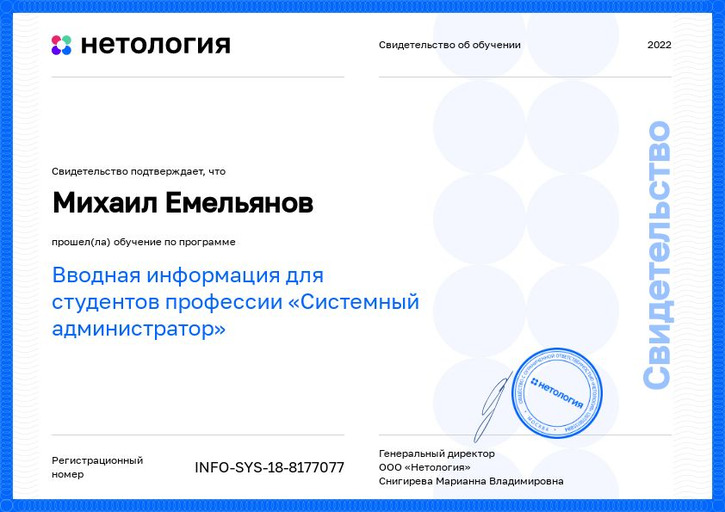 нетология
Свидетельство об обучении
2022
Свидетельство подтверждает, что
Михаил Емельянов
прошел(ла) обучение по программе
Вводная информация для
студентов профессии «Системный
администратор»
Свидетельство
нетология
МОСКВА
Регистрационный
номер
INFO-SYS-18-8177077
Генеральный директор
ООО «Нетология»
Снигирева Марианна Владимировна